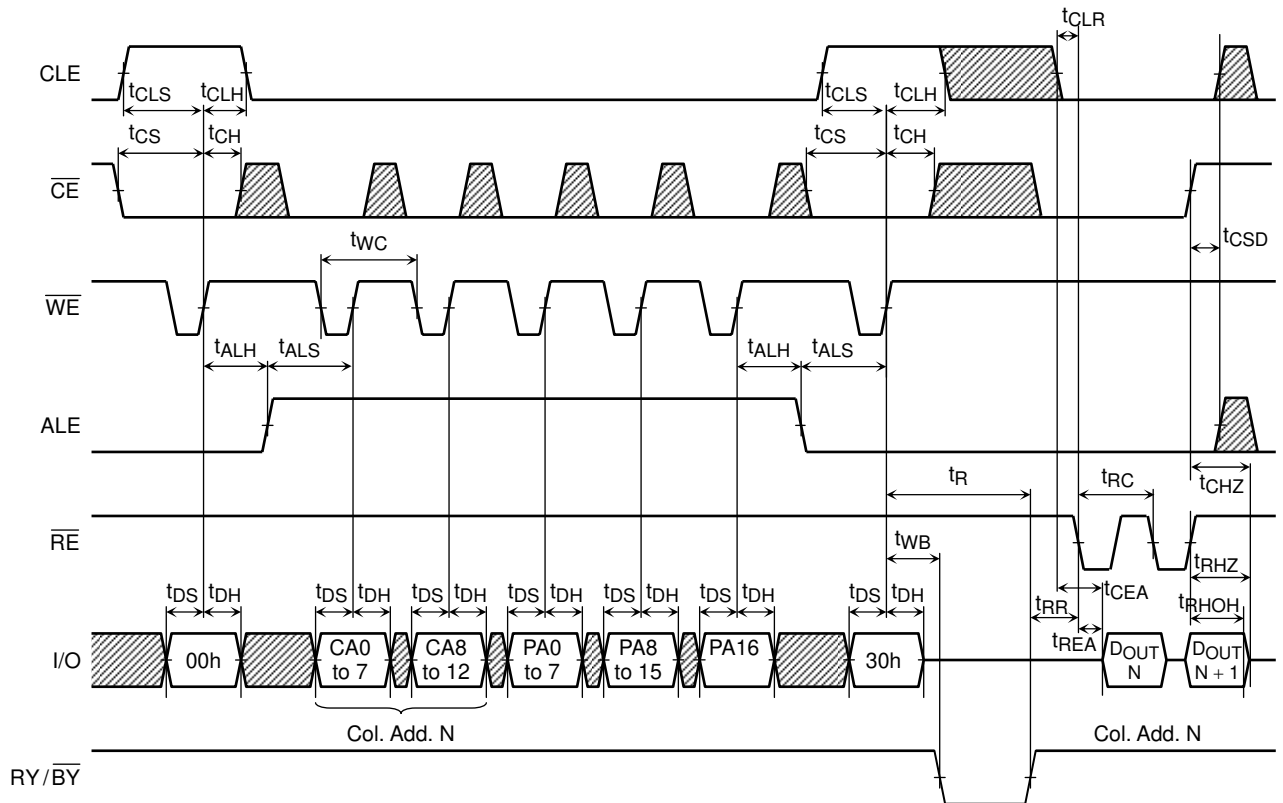 tCLR
CLE
tCLS tCLH tCLS tCLH
tCS tCH tCS tCH
CE
tWC tCSD
WE
tALH tALS tALH tALS
ALE
tR tRC tCHZ
RE
tWB tRHZ
tCEA
tDS tDH tDS tDH tDS tDH tDS tDH tDS tDH tDS tDH tDS tDH tRR tRHOH
tREA
I/O 00h CA0 to 7 CA8 to 12 PA0 to 7 PA8 to 15 PA16 30h DOUT N DOUT N + 1
Col. Add. N Col. Add. N
RY/BY